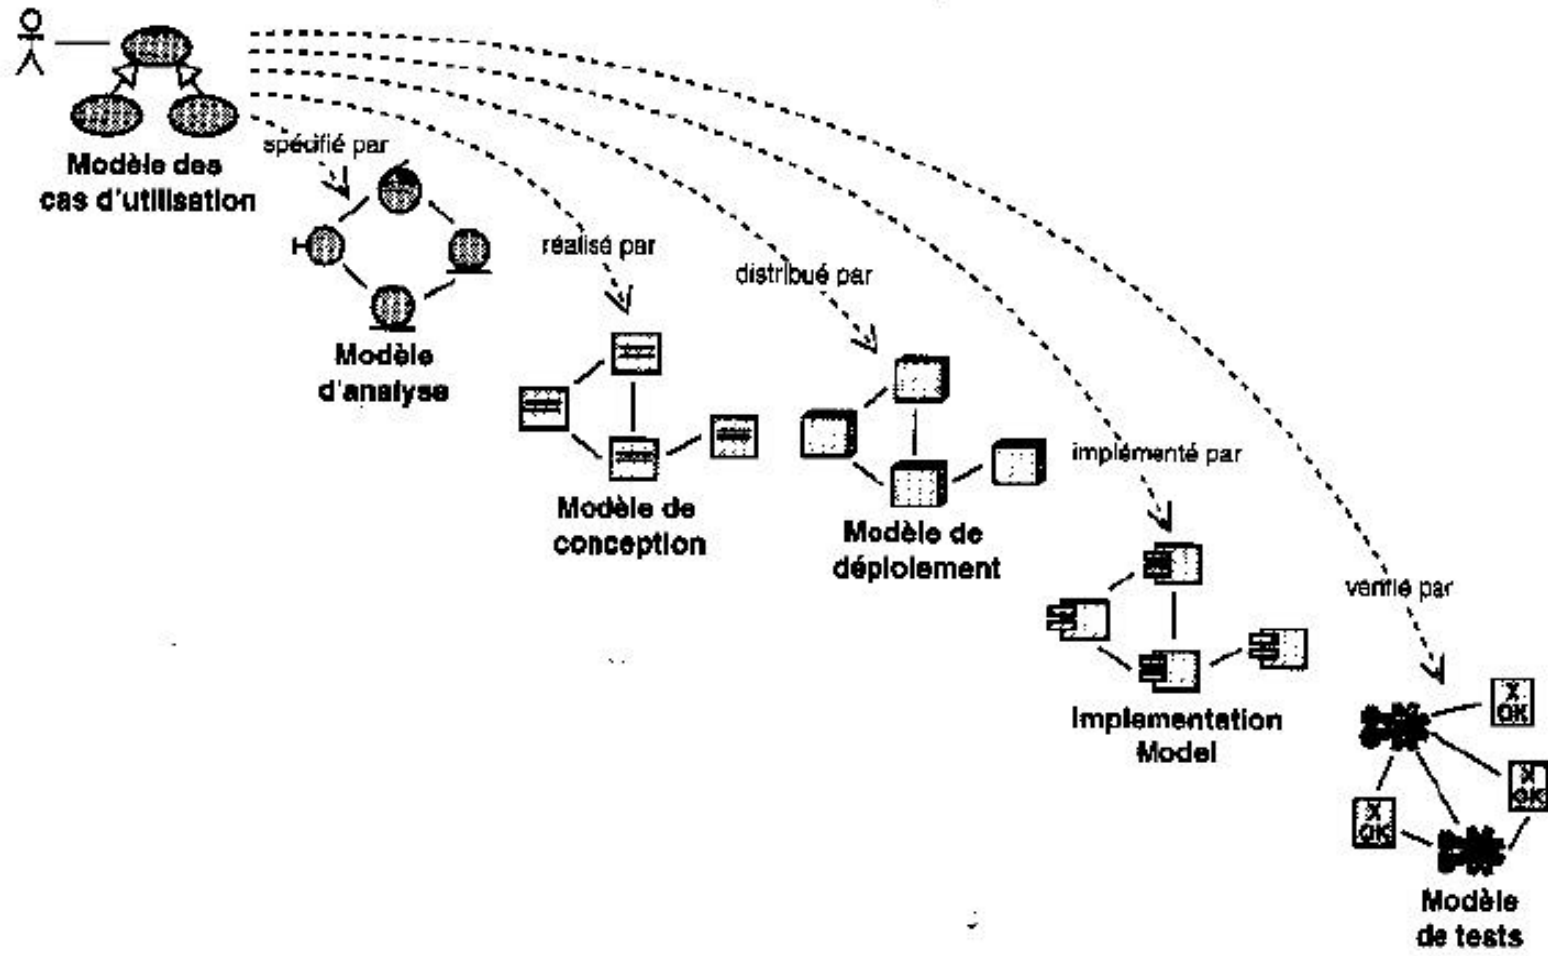 spécifié par
Modèle des
cas d'utilisation
réalisé par
distribué par
Modèle
d'analyse
implémenté par
Modèle de
conception
Modèle de
déploiement
vérifié par
X
OK
Implementation
Model
X
OK
X
OK
Modèle
de tests